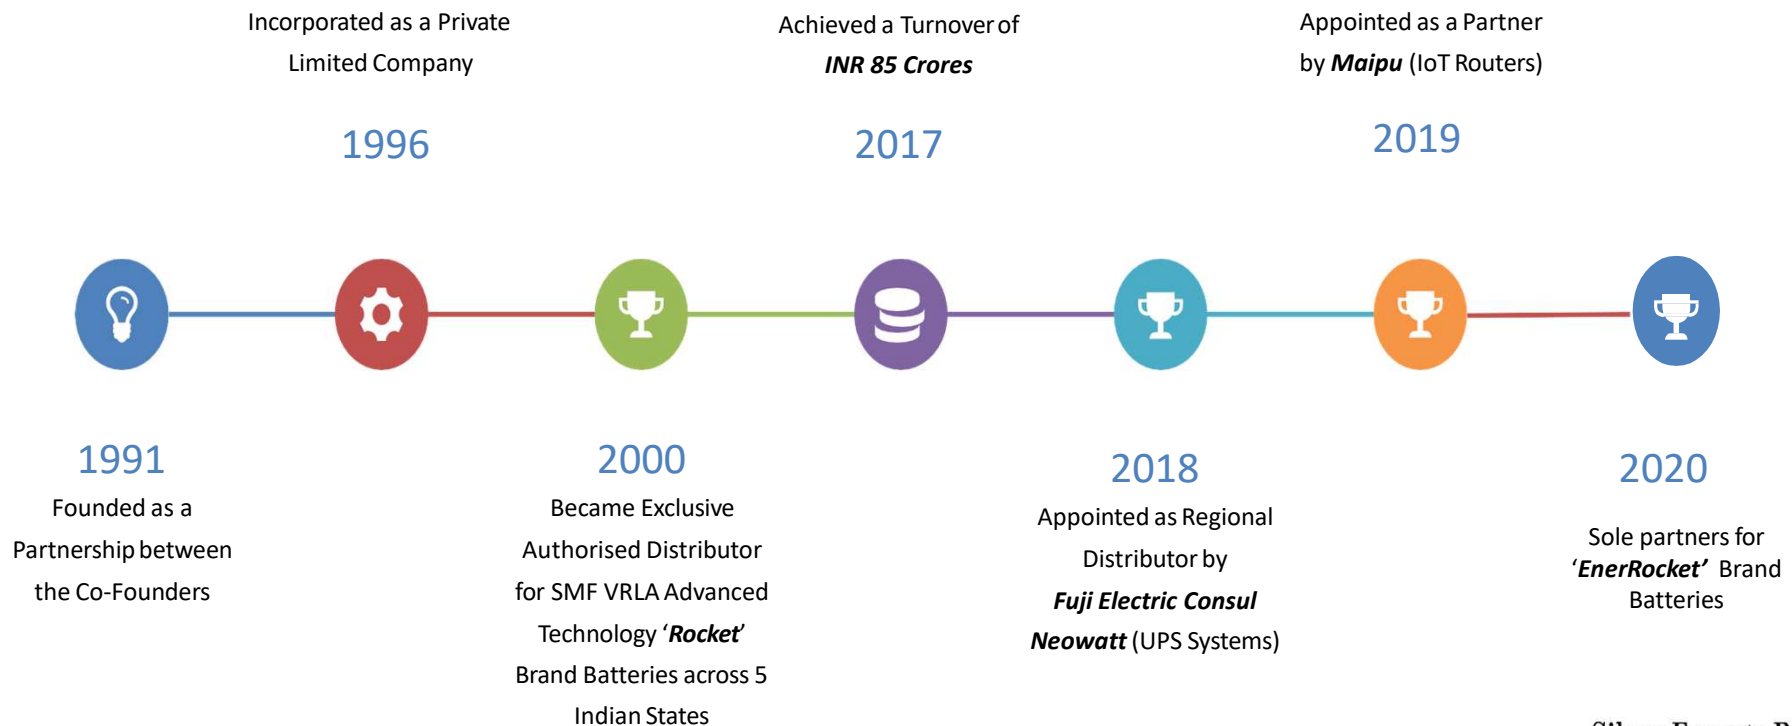 Incorporated as a Private
Limited Company
1996
Achieved a Turnover of
INR 85 Crores
2017
Appointed as a Partner
by Maipu (IoT Routers)
2019
1991
Founded as a
Partnership between
the Co-Founders
2000
Became Exclusive
Authorised Distributor
for SMF VRLA Advanced
Technology ‘Rocket’
Brand Batteries across 5
Indian States
2018
Appointed as Regional
Distributor by
Fuji Electric Consul
Neowatt (UPS Systems)
2020
Sole partners for
‘EnerRocket’ Brand
Batteries